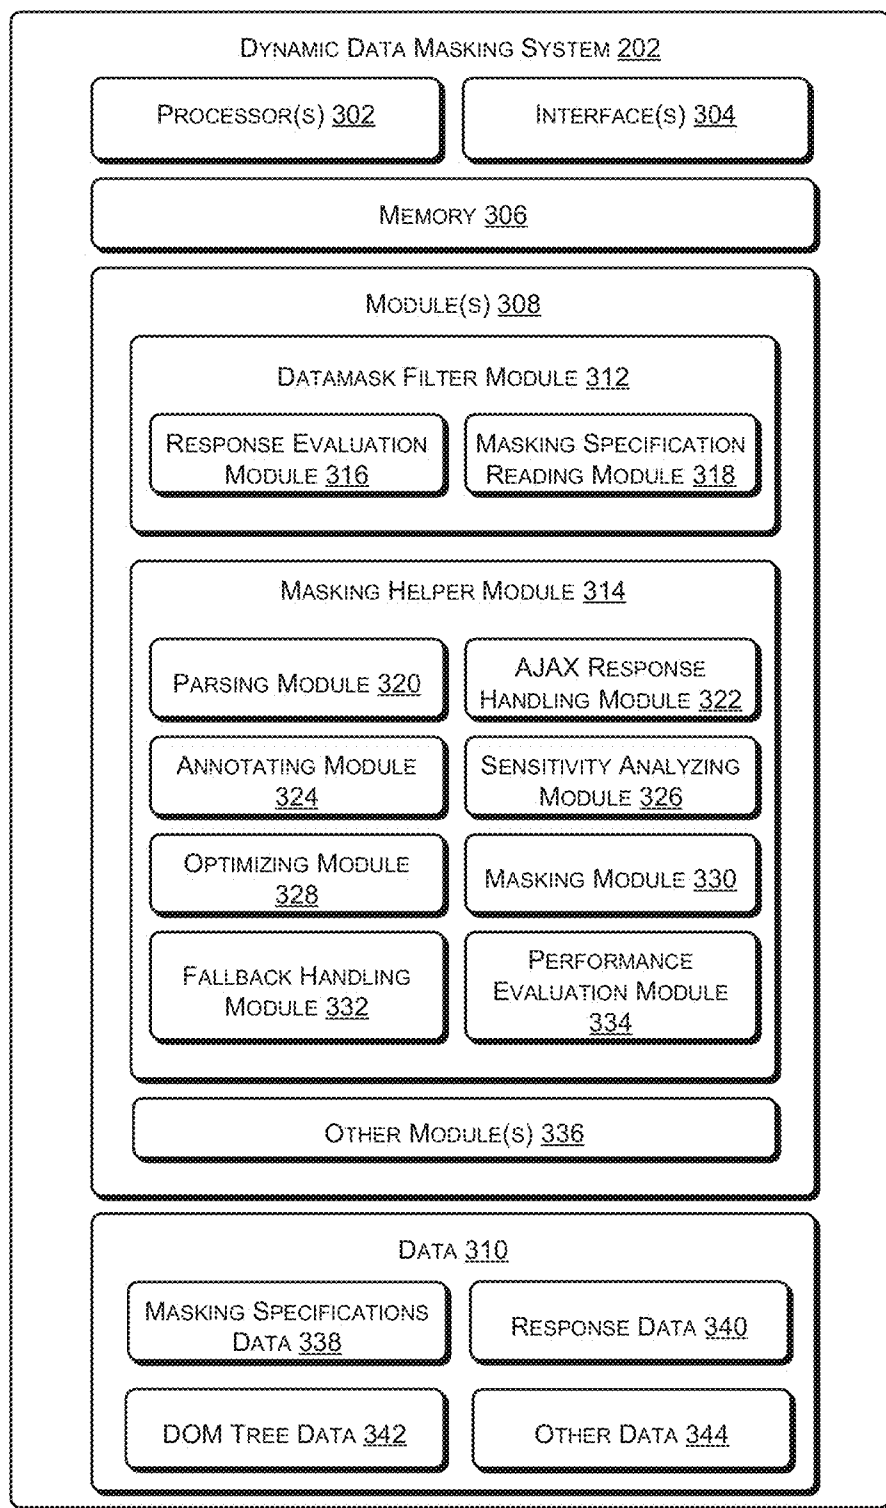 DYNAMIC DATA MASKING SYSTEM 202
PROCESSOR(S) 302
INTERFACE(S) 304
MEMORY 306
MODULE(S) 308
DATAMASK FILTER MODULE 312
RESPONSE EVALUATION
MODULE 316
MASKING SPECIFICATION
READING MODULE 318
MASKING HELPER MODULE 314
PARSING MODULE 320
AJAX RESPONSE
HANDLING MODULE 322
ANNOTATING MODULE
324
SENSITIVITY ANALYZING
MODULE 326
OPTIMIZING MODULE
328
MASKING MODULE 330
FALLBACK HANDLING
MODULE 332
PERFORMANCE
EVALUATION MODULE
334
OTHER MODULE(S) 336
DATA 310
MASKING SPECIFICATIONS
DATA 338
RESPONSE DATA 340
DOM TREE DATA 342
OTHER DATA 344